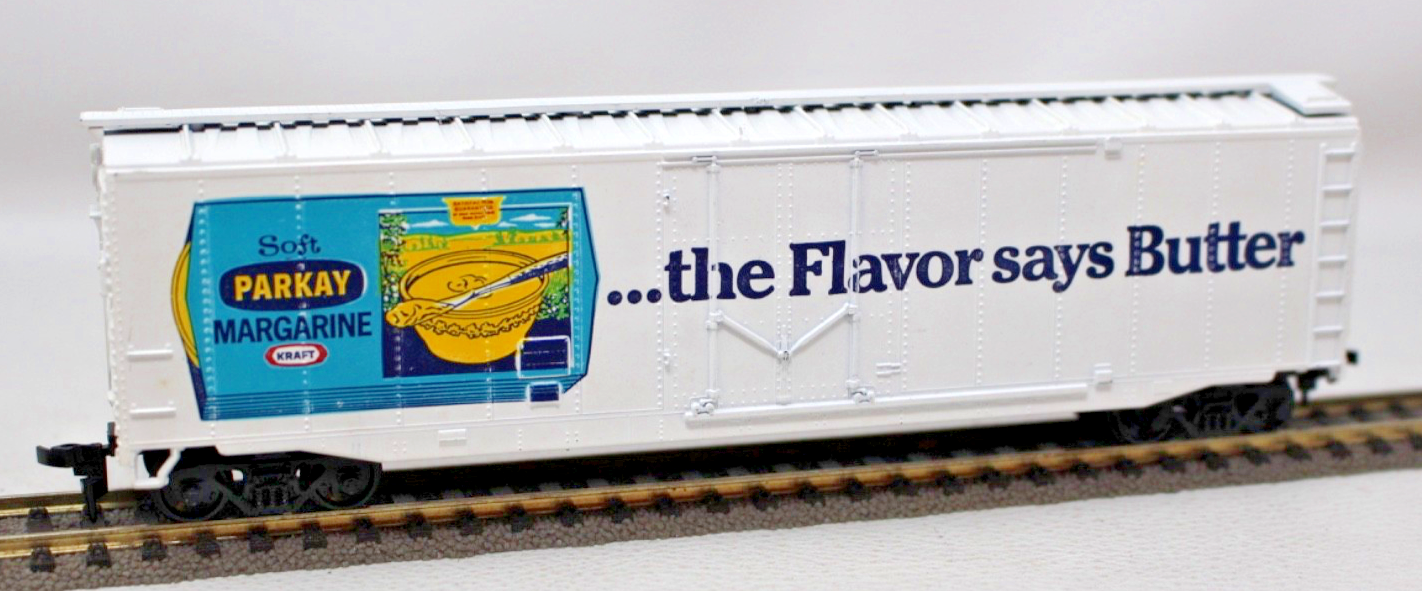 Soft
PARKAY
MARGARINE
KRAFT
...the Flavor says Butter